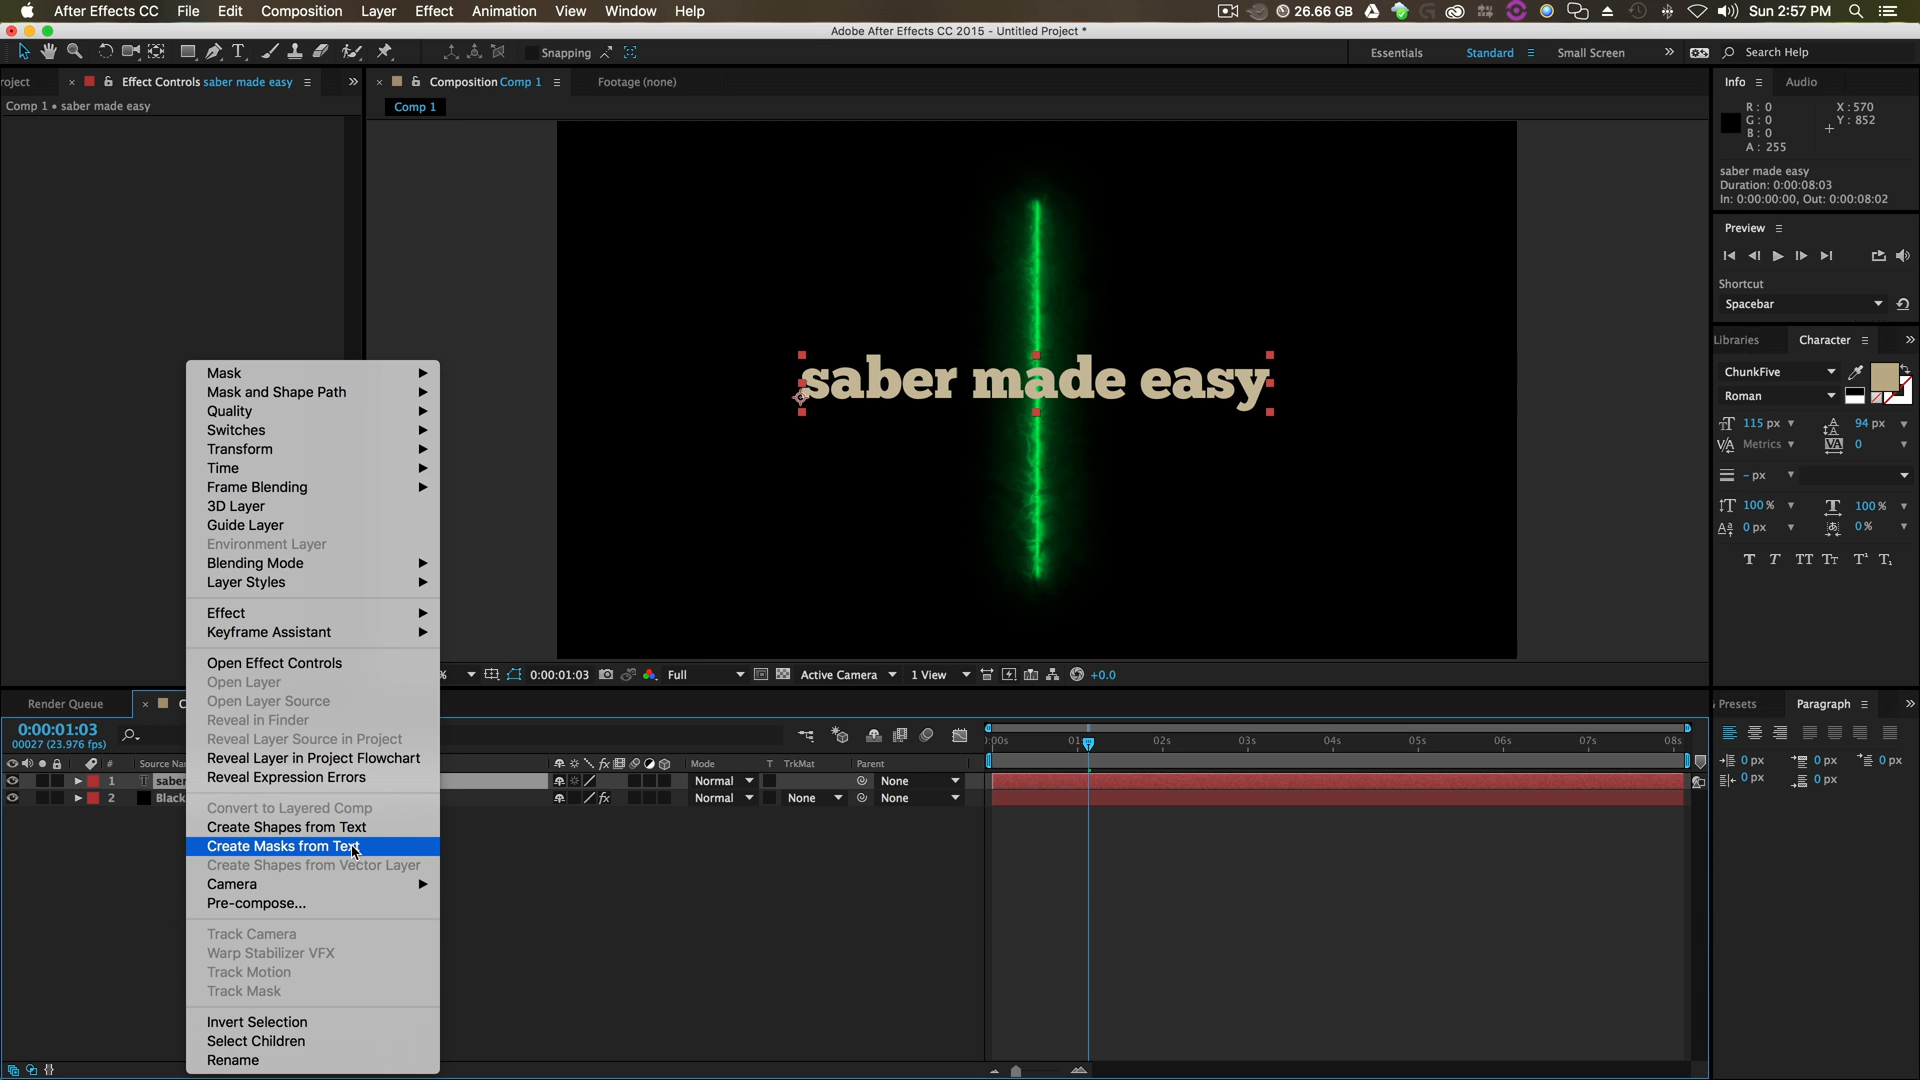 After Effects CC File Edit Composition Layer Effect Animation View Window Help 26.66 GB Sun 2:57 PM
Adobe After Effects CC 2015 - Untitled Project *
Snapping Essentials Standard Small Screen Search Help
roject Effect Controls saber made easy Composition Comp 1 Footage (none) Info Audio
Comp 1 • saber made easy
Comp 1
R: 0 X: 570
G: 0 Y: 852
B: 0
A: 255
saber made easy
Duration: 0:00:08:03
In: 0:00:00:00, Out: 0:00:08:02
Preview
Shortcut
Spacebar
Libraries Character
saber made easy
ChunkFive
Roman
115 px 94 px
Metrics 0
- px
100 % 100 %
0 px 0 %
T T TT Tt T¹ T₁
Mask
Mask and Shape Path
Quality
Switches
Transform
Time
Frame Blending
3D Layer
Guide Layer
Environment Layer
Blending Mode
Layer Styles
Effect
Keyframe Assistant
Open Effect Controls
Open Layer
Open Layer Source
Reveal in Finder
Reveal Layer Source in Project
Reveal Layer in Project Flowchart
Reveal Expression Errors
Convert to Layered Comp
Create Shapes from Text
Create Masks from Text
Create Shapes from Vector Layer
Camera
Pre-compose...
Track Camera
Warp Stabilizer VFX
Track Motion
Track Mask
Invert Selection
Select Children
Rename
% 0:00:01:03 Full Active Camera 1 View +0.0
Render Queue C Presets Paragraph
0:00:01:03
00027 (23.976 fps)
:00s 01 02s 03s 04s 05s 06s 07s 08s
# Source Na fx Mode T TrkMat Parent
1 T saber Normal None
2 Black fx Normal None None
0 px 0 px 0 px
0 px 0 px